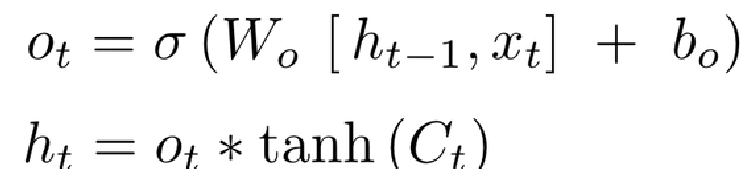 o_t = σ (W_o [h_{t−1}, x_t] + b_o)
h_t = o_t * tanh (C_t)